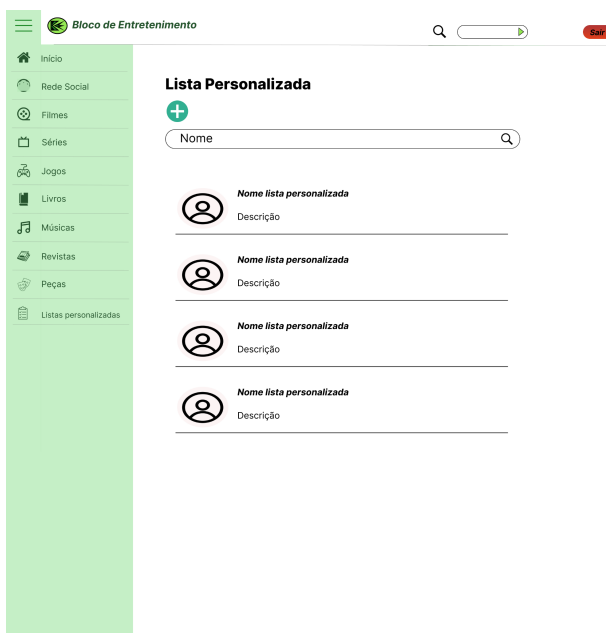 Bloco de Entretenimento
Sair
Início
Rede Social
Filmes
Séries
Jogos
Livros
Músicas
Revistas
Peças
Listas personalizadas
Lista Personalizada
Nome
Nome lista personalizada
Descrição
Nome lista personalizada
Descrição
Nome lista personalizada
Descrição
Nome lista personalizada
Descrição